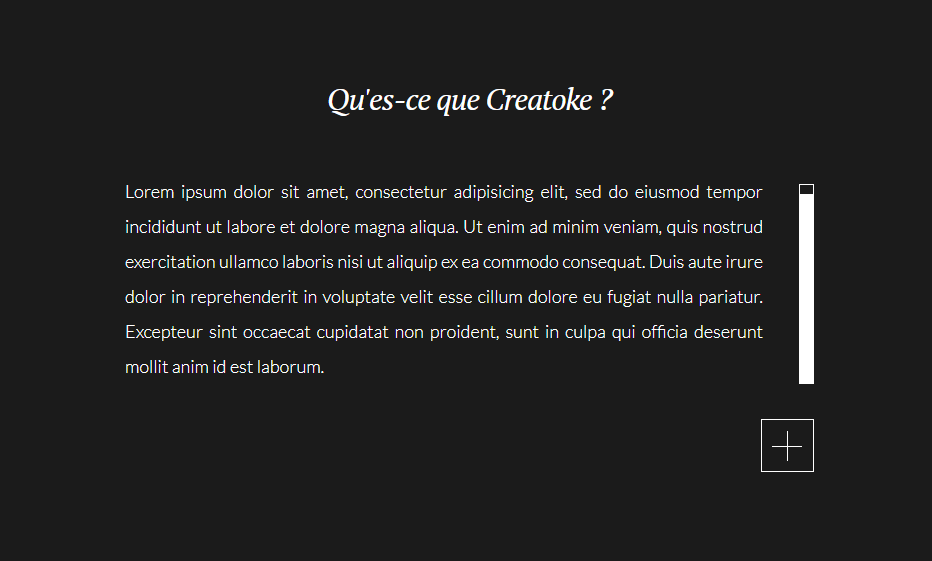 Qu'es-ce que Creatoke ?
Lorem ipsum dolor sit amet, consectetur adipisicing elit, sed do eiusmod tempor
incididunt ut labore et dolore magna aliqua. Ut enim ad minim veniam, quis nostrud
exercitation ullamco laboris nisi ut aliquip ex ea commodo consequat. Duis aute irure
dolor in reprehenderit in voluptate velit esse cillum dolore eu fugiat nulla pariatur.
Excepteur sint occaecat cupidatat non proident, sunt in culpa qui officia deserunt
mollit anim id est laborum.